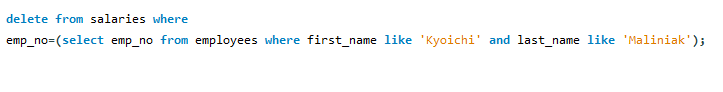 delete from salaries where
emp_no=(select emp_no from employees where first_name like 'Kyoichi' and last_name like 'Maliniak');